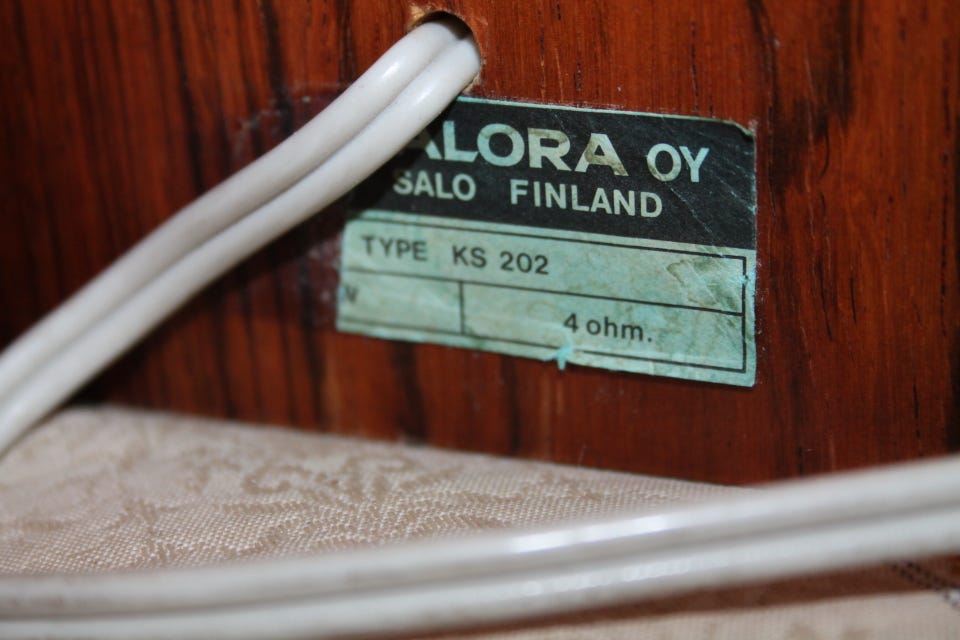 ALORA OY
SALO FINLAND
TYPE KS 202
V
4 ohm.